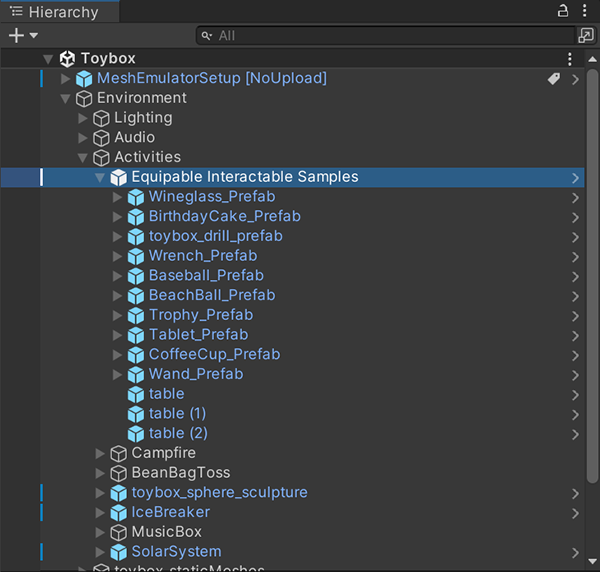 Hierarchy
All
Toybox
MeshEmulatorSetup [NoUpload]
Environment
Lighting
Audio
Activities
Equipable Interactable Samples
Wineglass_Prefab
BirthdayCake_Prefab
toybox_drill_prefab
Wrench_Prefab
Baseball_Prefab
BeachBall_Prefab
Trophy_Prefab
Tablet_Prefab
CoffeeCup_Prefab
Wand_Prefab
table
table (1)
table (2)
Campfire
BeanBagToss
toybox_sphere_sculpture
IceBreaker
MusicBox
SolarSystem
toybox_staticMeshes